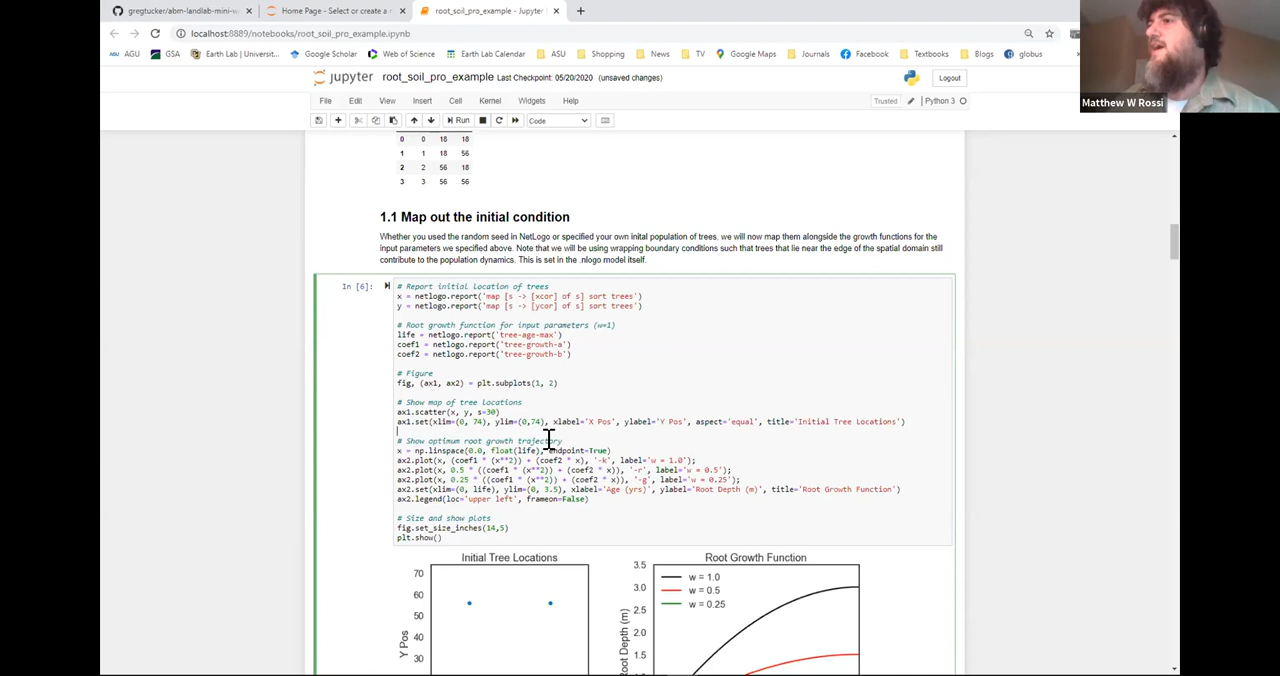 gregtucker/abm-landlab-mini-w
Home Page - Select or create a n
root_soil_pro_example - Jupyter
localhost:8889/notebooks/root_soil_pro_example.ipynb
AGU GSA Earth Lab | Universit... Google Scholar Web of Science Earth Lab Calendar ASU Shopping News TV Google Maps Journals Facebook Textbooks Blogs globus
Matthew W Rossi
jupyter root_soil_pro_example Last Checkpoint: 05/20/2020 (unsaved changes) Logout
File Edit View Insert Cell Kernel Widgets Help Trusted Python 3
Run Code
0 0 18 18
1 1 18 56
2 2 56 18
3 3 56 56
1.1 Map out the initial condition
Whether you used the random seed in NetLogo or specified your own inital population of trees, we will now map them alongside the growth functions for the
input parameters we specified above. Note that we will be using wrapping boundary conditions such that trees that lie near the edge of the spatial domain still
contribute to the population dynamics. This is set in the .nlogo model itself.
In [6]:
# Report initial location of trees
x = netlogo.report('map [s -> [xcor] of s] sort trees')
y = netlogo.report('map [s -> [ycor] of s] sort trees')
# Root growth function for input parameters (w=1)
life = netlogo.report('tree-age-max')
coef1 = netlogo.report('tree-growth-a')
coef2 = netlogo.report('tree-growth-b')
# Figure
fig, (ax1, ax2) = plt.subplots(1, 2)
# Show map of tree locations
ax1.scatter(x, y, s=30)
ax1.set(xlim=(0, 74), ylim=(0,74), xlabel='X Pos', ylabel='Y Pos', aspect='equal', title='Initial Tree Locations')
# Show optimum root growth trajectory
x = np.linspace(0.0, float(life), endpoint=True)
ax2.plot(x, (coef1 * (x**2)) + (coef2 * x), '-k', label='w = 1.0');
ax2.plot(x, 0.5 * ((coef1 * (x**2)) + (coef2 * x)), '-r', label='w = 0.5');
ax2.plot(x, 0.25 * ((coef1 * (x**2)) + (coef2 * x)), '-g', label='w = 0.25');
ax2.set(xlim=(0, life), ylim=(0, 3.5), xlabel='Age (yrs)', ylabel='Root Depth (m)', title='Root Growth Function')
ax2.legend(loc='upper left', frameon=False)
# Size and show plots
fig.set_size_inches(14,5)
plt.show()
Initial Tree Locations
70
60
50
40
30
Y Pos
Root Growth Function
3.5
3.0
2.5
2.0
Root Depth (m)
w = 1.0
w = 0.5
w = 0.25